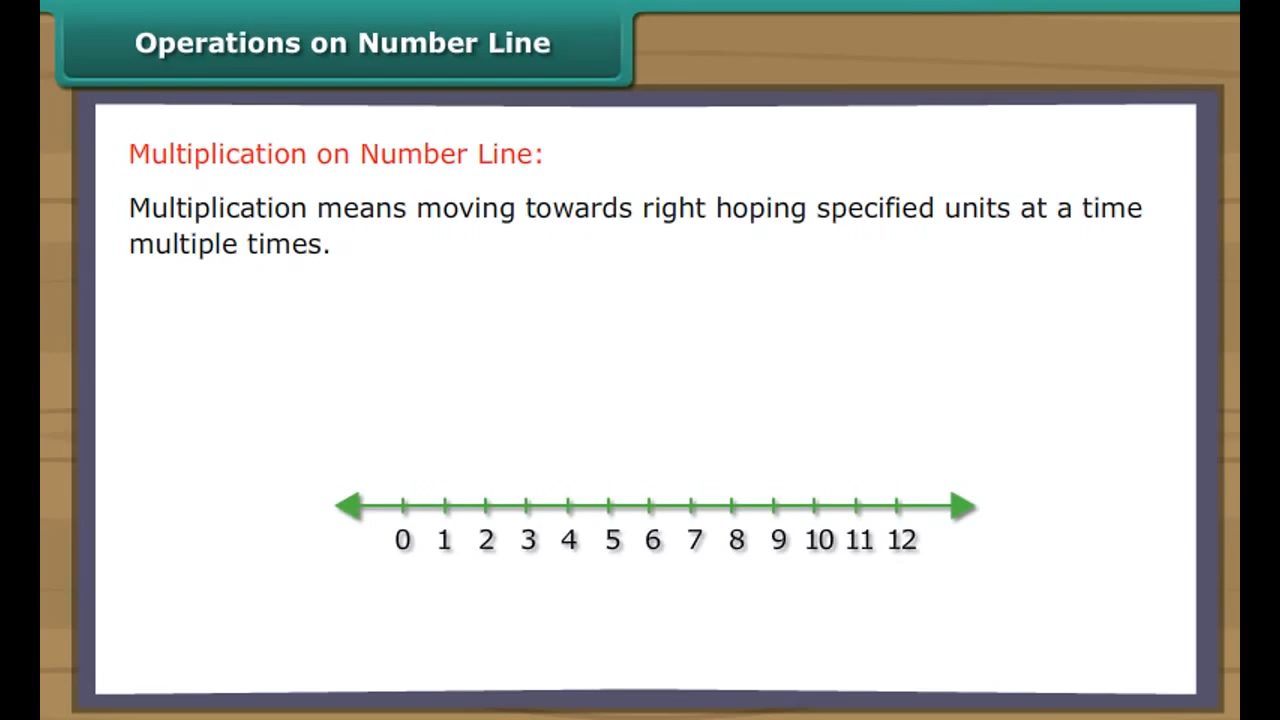 Operations on Number Line
Multiplication on Number Line:
Multiplication means moving towards right hoping specified units at a time
multiple times.
0 1 2 3 4 5 6 7 8 9 10 11 12